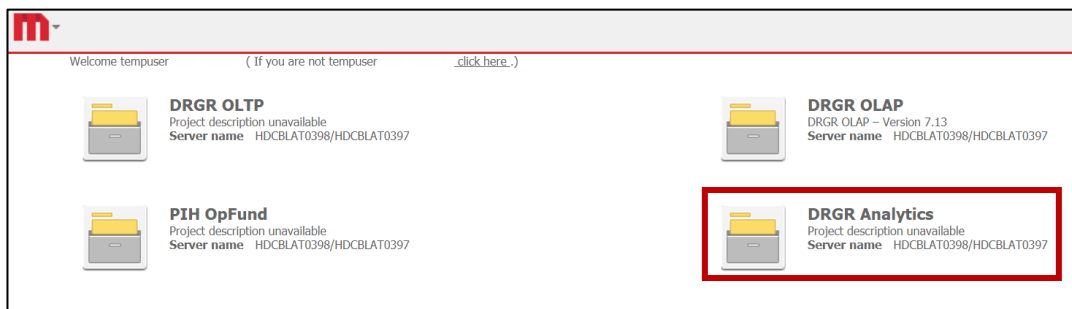 Welcome tempuser ( If you are not tempuser click here .)
DRGR OLTP
Project description unavailable
Server name HDCBLAT0398/HDCBLAT0397
DRGR OLAP
DRGR OLAP – Version 7.13
Server name HDCBLAT0398/HDCBLAT0397
PIH OpFund
Project description unavailable
Server name HDCBLAT0398/HDCBLAT0397
DRGR Analytics
Project description unavailable
Server name HDCBLAT0398/HDCBLAT0397